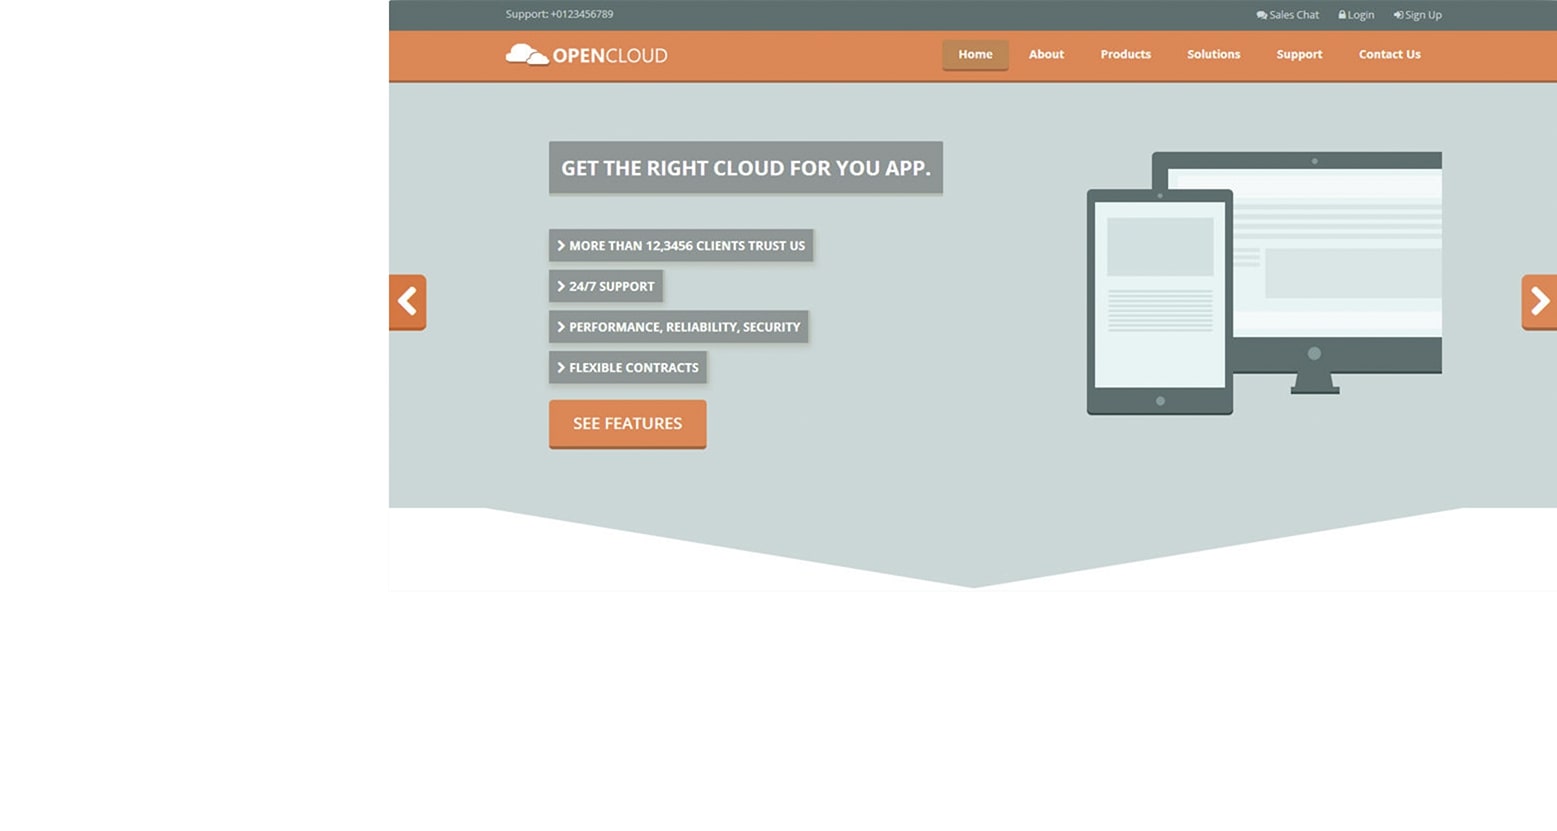 Support: +0123456789
Sales Chat Login Sign Up
OPENCLOUD
Home About Products Solutions Support Contact Us
GET THE RIGHT CLOUD FOR YOU APP.
MORE THAN 12,3456 CLIENTS TRUST US
24/7 SUPPORT
PERFORMANCE, RELIABILITY, SECURITY
FLEXIBLE CONTRACTS
SEE FEATURES